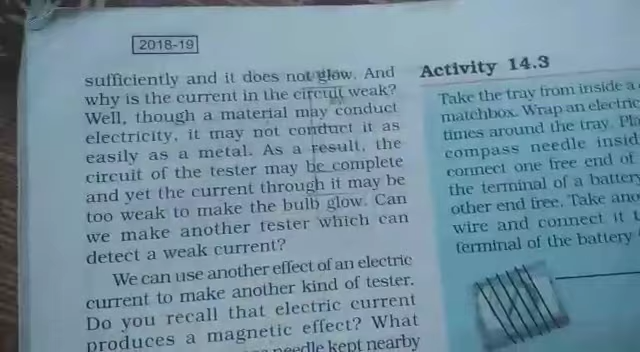 2018-19
sufficiently and it does not glow. And
why is the current in the circuit weak?
Well, though a material may conduct
electricity, it may not conduct it as
easily as a metal. As a result, the
circuit of the tester may be complete
and yet the current through it may be
too weak to make the bulb glow. Can
we make another tester which can
detect a weak current?
We can use another effect of an electric
current to make another kind of tester.
Do you recall that electric current
produces a magnetic effect? What
needle kept nearby
Activity 14.3
Take the tray from inside a
matchbox. Wrap an electric
times around the tray.
compass needle
connect one free end of
the terminal of a battery
other end free. Take
wire and connect it
terminal of the battery